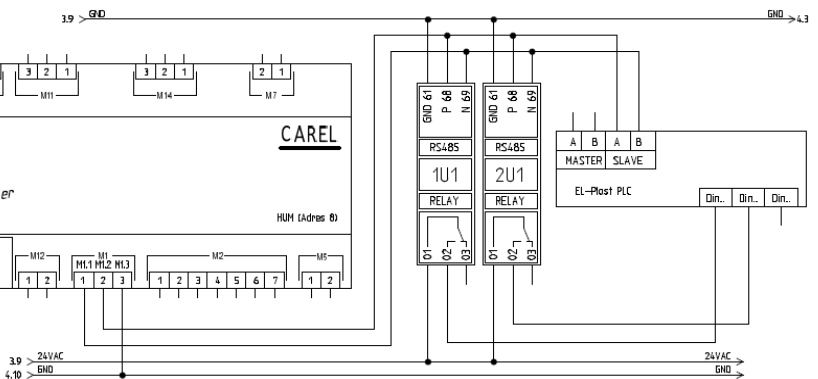 3.9 GND GND 4.3
3 2 1 3 2 1 2 1
M11 M14 M7
CAREL
er
HUM (Adres 8)
M12 M1 M2 M5
M1.1 M1.2 M1.3
1 2 1 2 3 1 2 3 4 5 6 7 1 2
GND 61 P 68 N 69
RS485
1U1
RELAY
01 02 03
GND 61 P 68 N 69
RS485
2U1
RELAY
01 02 03
A B A B
MASTER SLAVE
EL-Plast PLC
Din.. Din.. Din..
3.9 24VAC 24VAC
4.10 GND GND